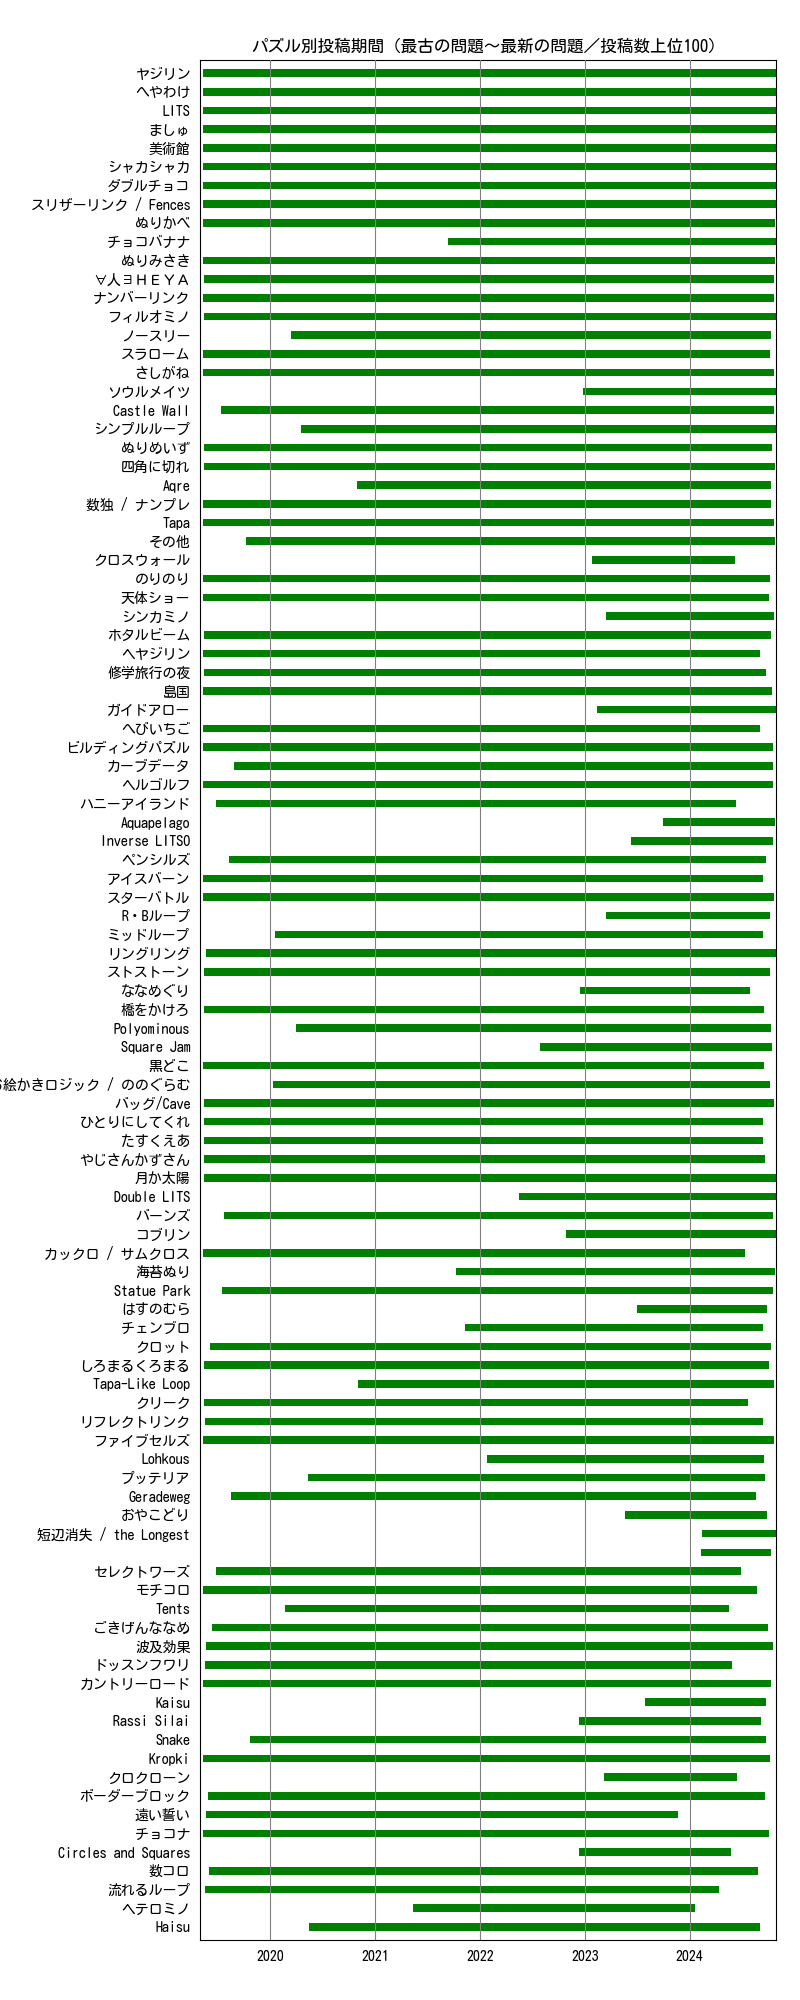 パズル別投稿期間（最古の問題～最新の問題／投稿数上位100）
ヤジリン
へやわけ
LITS
ましゅ
美術館
シャカシャカ
ダブルチョコ
スリザーリンク / Fences
ぬりかべ
チョコバナナ
ぬりみさき
∀人∃ＨＥＹＡ
ナンバーリンク
フィルオミノ
ノースリー
スラローム
さしがね
ソウルメイツ
Castle Wall
シンプルループ
ぬりめいず
四角に切れ
Aqre
数独 / ナンプレ
Tapa
その他
クロスウォール
のりのり
天体ショー
シンカミノ
ホタルビーム
へヤジリン
修学旅行の夜
島国
ガイドアロー
へびいちご
ビルディングパズル
カーブデータ
ヘルゴルフ
ハニーアイランド
Aquapelago
Inverse LITSO
ペンシルズ
アイスバーン
スターバトル
R・Bループ
ミッドループ
リングリング
ストストーン
ななめぐり
橋をかけろ
Polyominous
Square Jam
黒どこ
絵かきロジック / ののぐらむ
バッグ/Cave
ひとりにしてくれ
たすくえあ
やじさんかずさん
月か太陽
Double LITS
バーンズ
コブリン
カックロ / サムクロス
海苔ぬり
Statue Park
はすのむら
チェンブロ
クロット
しろまるくろまる
Tapa-Like Loop
クリーク
リフレクトリンク
ファイブセルズ
Lohkous
プッテリア
Geradeweg
おやこどり
短辺消失 / the Longest
セレクトワーズ
モチコロ
Tents
ごきげんななめ
波及効果
ドッスンフワリ
カントリーロード
Kaisu
Rassi Silai
Snake
Kropki
クロクローン
ボーダーブロック
遠い誓い
チョコナ
Circles and Squares
数コロ
流れるループ
ヘテロミノ
Haisu
2020 2021 2022 2023 2024